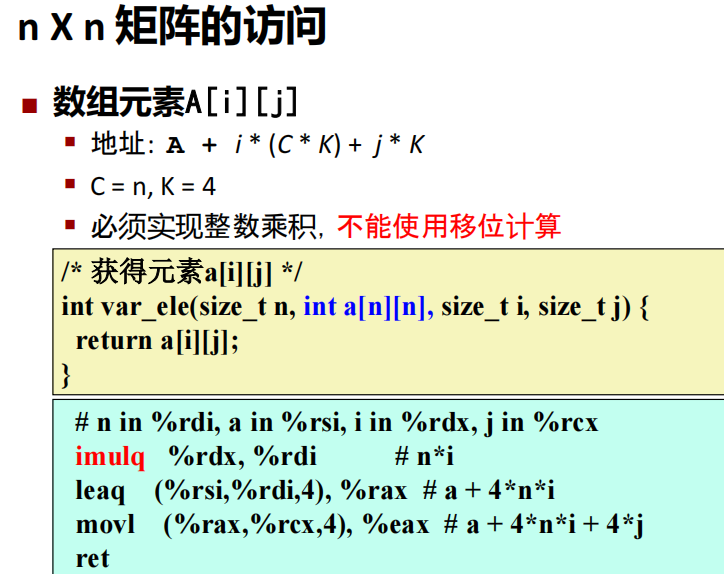 n X n 矩阵的访问
■ 数组元素A[i][j]
■ 地址: A + i * (C * K) + j * K
■ C = n, K = 4
■ 必须实现整数乘积, 不能使用移位计算
/* 获得元素a[i][j] */
int var_ele(size_t n, int a[n][n], size_t i, size_t j) {
return a[i][j];
}
# n in %rdi, a in %rsi, i in %rdx, j in %rcx
imulq %rdx, %rdi # n*i
leaq (%rsi,%rdi,4), %rax # a + 4*n*i
movl (%rax,%rcx,4), %eax # a + 4*n*i + 4*j
ret